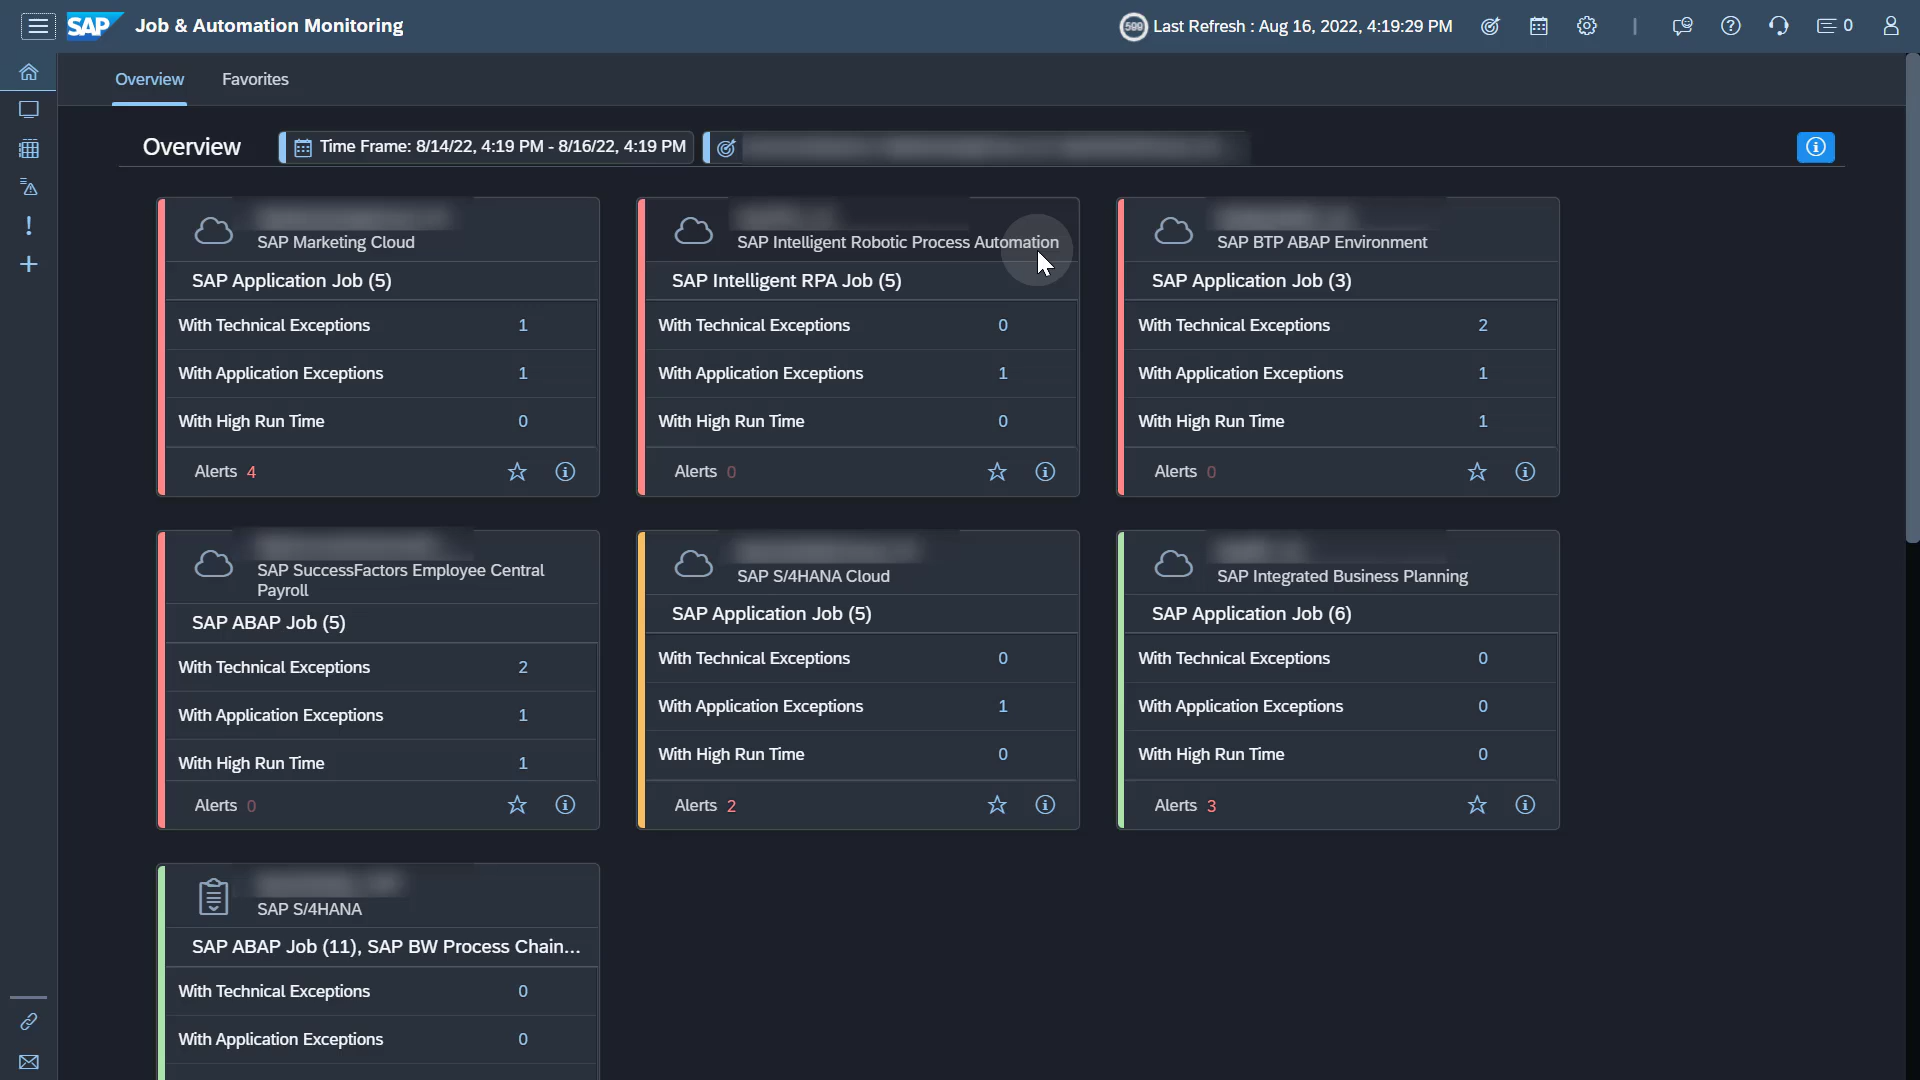 SAP Job & Automation Monitoring
599 Last Refresh : Aug 16, 2022, 4:19:29 PM
0
Overview Favorites
Overview
Time Frame: 8/14/22, 4:19 PM - 8/16/22, 4:19 PM
SAP Marketing Cloud
SAP Application Job (5)
With Technical Exceptions 1
With Application Exceptions 1
With High Run Time 0
Alerts 4
SAP Intelligent Robotic Process Automation
SAP Intelligent RPA Job (5)
With Technical Exceptions 0
With Application Exceptions 1
With High Run Time 0
Alerts 0
SAP BTP ABAP Environment
SAP Application Job (3)
With Technical Exceptions 2
With Application Exceptions 1
With High Run Time 1
Alerts 0
SAP SuccessFactors Employee Central
Payroll
SAP ABAP Job (5)
With Technical Exceptions 2
With Application Exceptions 1
With High Run Time 1
Alerts 0
SAP S/4HANA Cloud
SAP Application Job (5)
With Technical Exceptions 0
With Application Exceptions 1
With High Run Time 0
Alerts 2
SAP Integrated Business Planning
SAP Application Job (6)
With Technical Exceptions 0
With Application Exceptions 0
With High Run Time 0
Alerts 3
SAP S/4HANA
SAP ABAP Job (11), SAP BW Process Chain...
With Technical Exceptions 0
With Application Exceptions 0